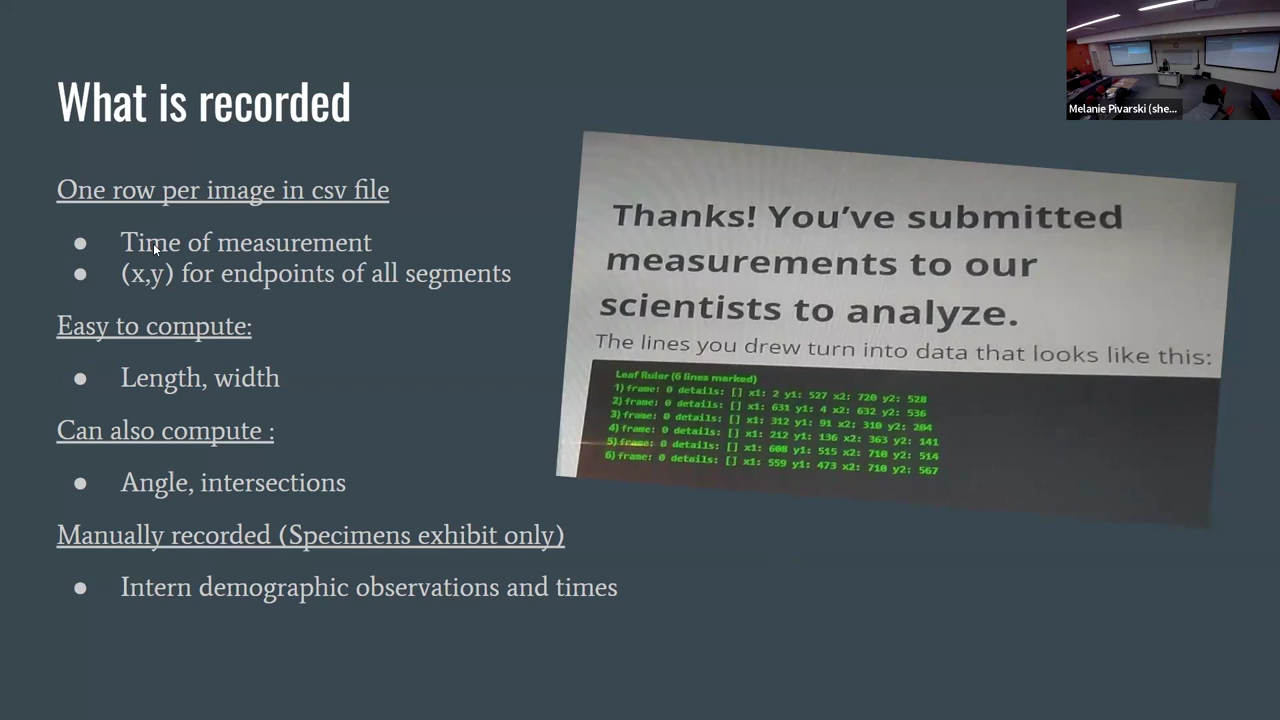 What is recorded
One row per image in csv file
● Time of measurement
● (x,y) for endpoints of all segments
Easy to compute:
● Length, width
Can also compute :
● Angle, intersections
Manually recorded (Specimens exhibit only)
● Intern demographic observations and times
Melanie Pivarski (she...
Thanks! You've submitted
measurements to our
scientists to analyze.
The lines you drew turn into data that looks like this:
Leaf Ruler (6 lines marked)
1) frame: 0 details: [] x1: 2 y1: 527 x2: 720 y2: 528
2) frame: 0 details: [] x1: 631 y1: 4 x2: 632 y2: 536
3) frame: 0 details: [] x1: 312 y1: 91 x2: 310 y2: 204
4) frame: 0 details: [] x1: 212 y1: 136 x2: 363 y2: 141
5) frame: 0 details: [] x1: 608 y1: 515 x2: 710 y2: 514
6) frame: 0 details: [] x1: 559 y1: 473 x2: 710 y2: 567